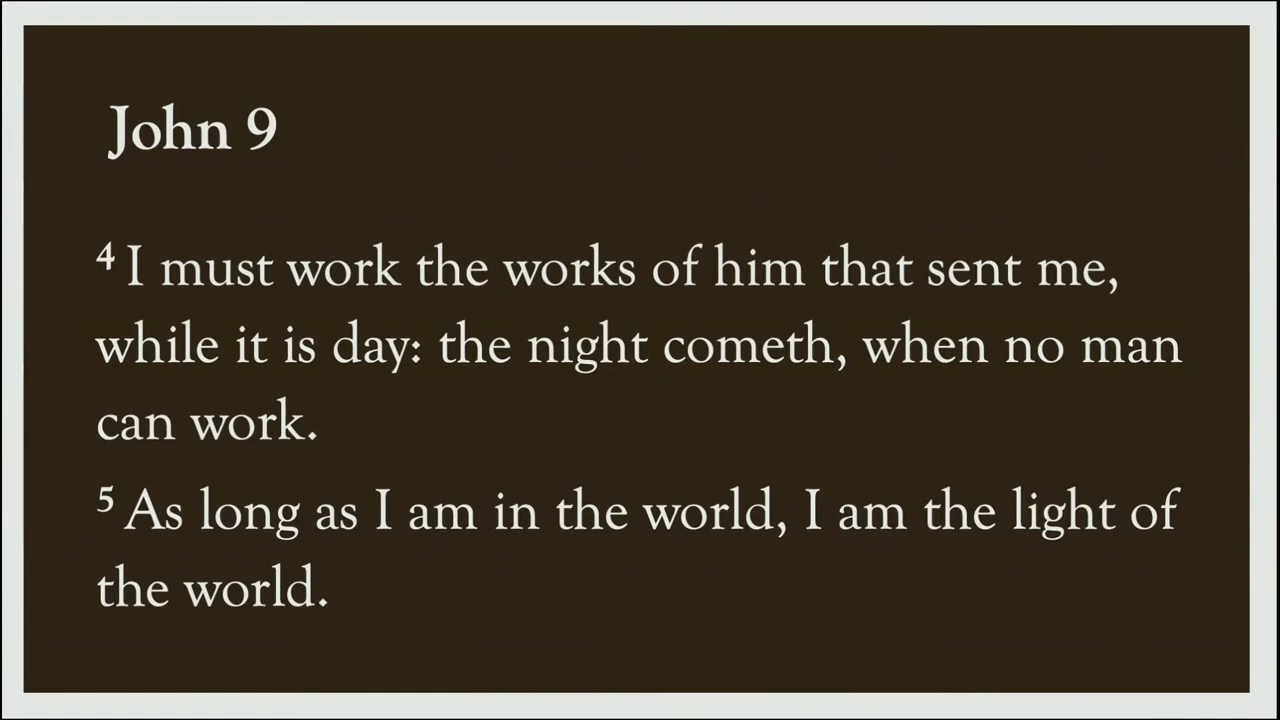 John 9
4 I must work the works of him that sent me,
while it is day: the night cometh, when no man
can work.
5 As long as I am in the world, I am the light of
the world.